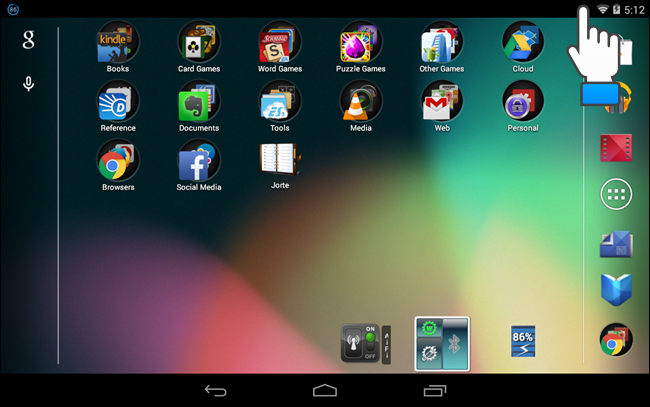 86
5:12
g
kindle
Books
Card Games
SCRABBLE
S
Word Games
Puzzle Games
Other Games
Cloud
Reference
Documents
ES
Tools
Media
Web
Personal
Browsers
Social Media
Jorte
ON
OFF
WiFi
86%